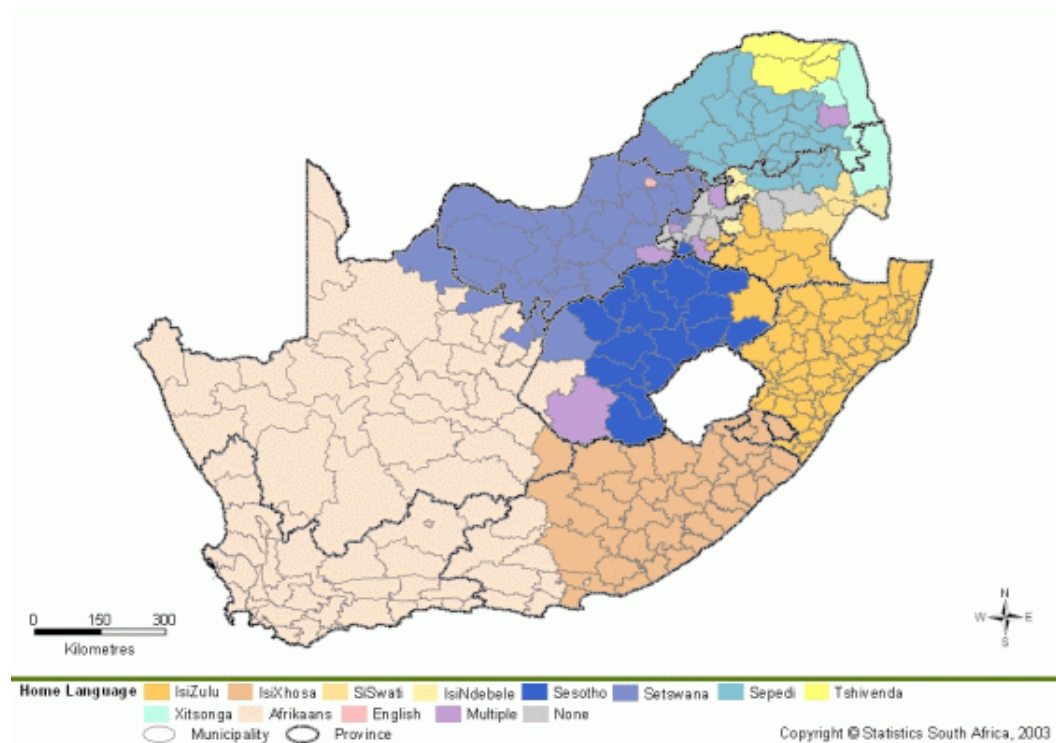 N
W E
S
0 150 300
Kilometres
Home Language IsiZulu IsiXhosa SiSwati IsiNdebele Sesotho Setswana Sepedi Tshivenda
Xitsonga Afrikaans English Multiple None
Municipality Province Copyright © Statistics South Africa, 2003